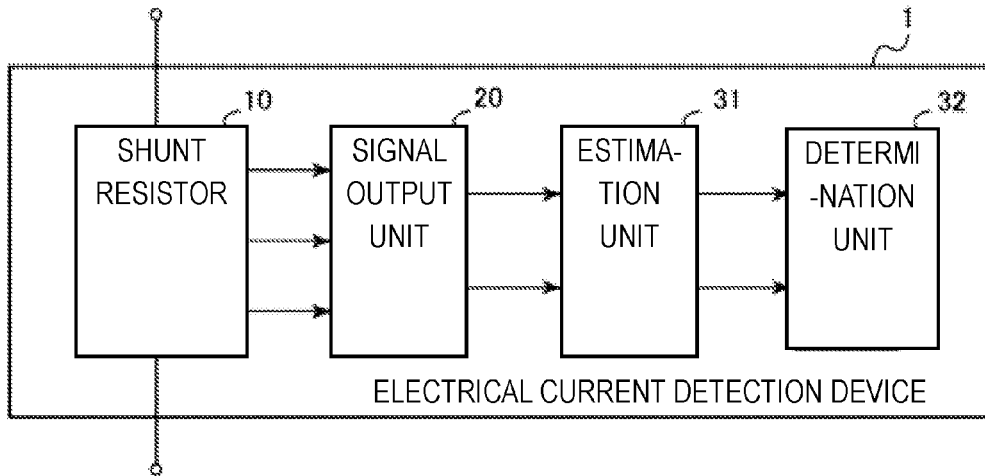 1
10
20
31
32
SHUNT
RESISTOR
SIGNAL
OUTPUT
UNIT
ESTIMA-
TION
UNIT
DETERMI
-NATION
UNIT
ELECTRICAL CURRENT DETECTION DEVICE